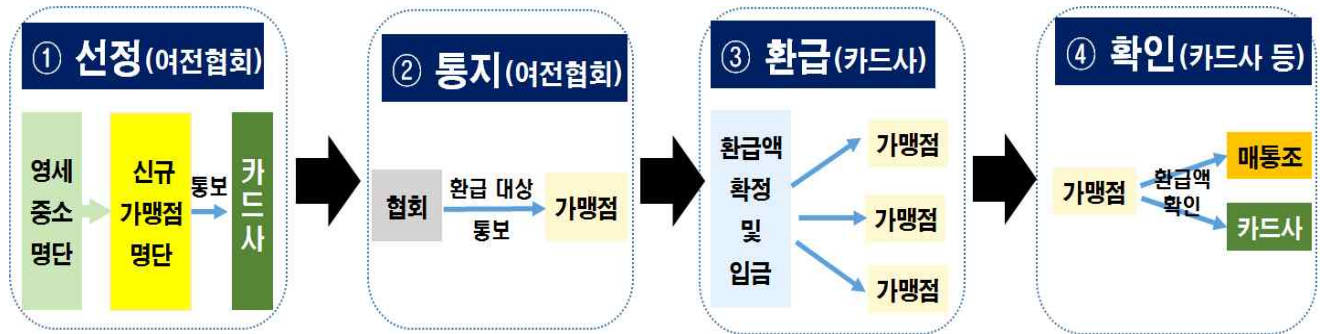 ① 선정(여전협회)
영세
중소
명단
신규
가맹점
명단
통보
카
드
사
② 통지(여전협회)
협회
환급 대상
통보
가맹점
③ 환급(카드사)
환급액
확정
및
입금
가맹점
가맹점
가맹점
④ 확인(카드사 등)
가맹점
환급액
확인
매통조
카드사